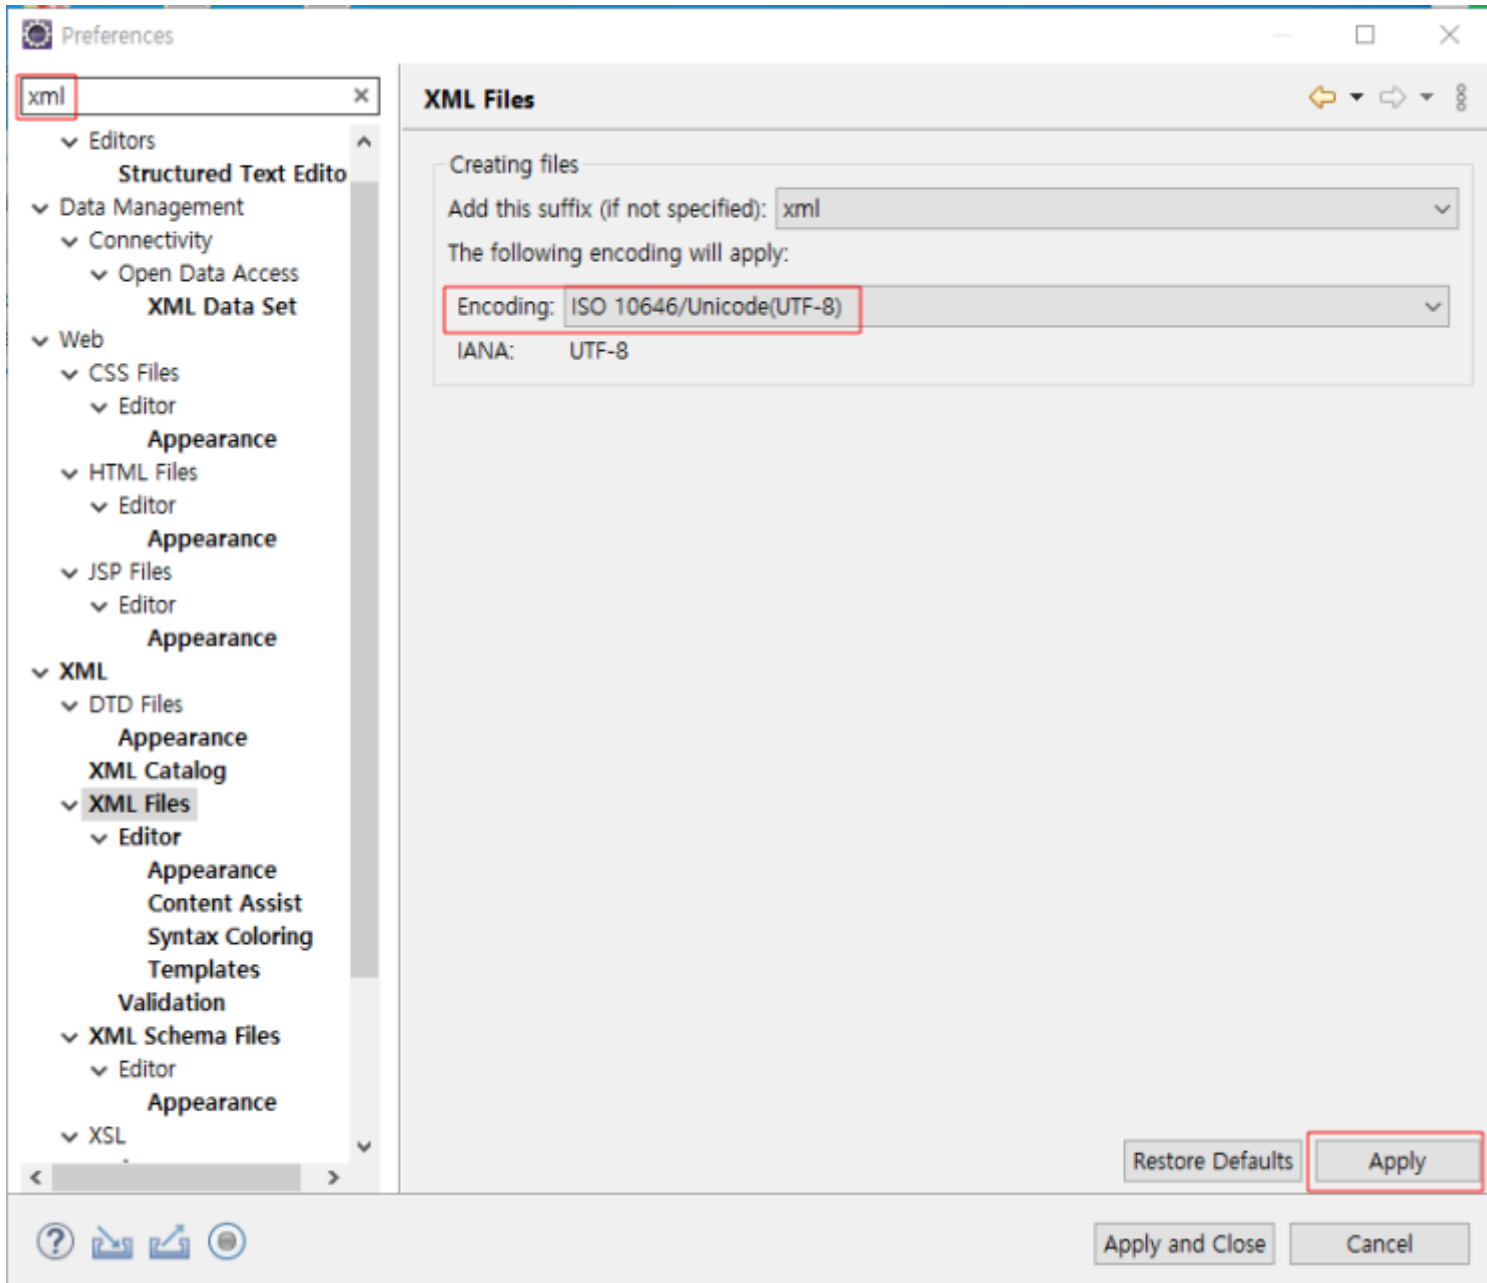 Preferences
xml
Editors
Structured Text Edito
Data Management
Connectivity
Open Data Access
XML Data Set
Web
CSS Files
Editor
Appearance
HTML Files
Editor
Appearance
JSP Files
Editor
Appearance
XML
DTD Files
Appearance
XML Catalog
XML Files
Editor
Appearance
Content Assist
Syntax Coloring
Templates
Validation
XML Schema Files
Editor
Appearance
XSL
XML Files
Creating files
Add this suffix (if not specified): xml
The following encoding will apply:
Encoding: ISO 10646/Unicode(UTF-8)
IANA: UTF-8
Restore Defaults Apply
Apply and Close Cancel